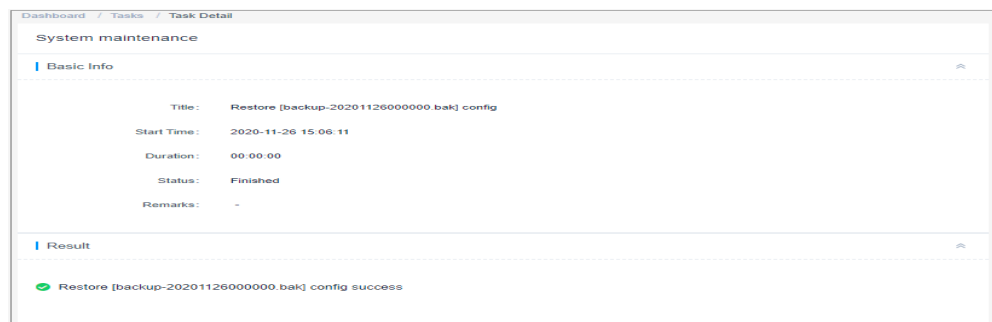 Dashboard / Tasks / Task Detail
System maintenance
Basic Info
Title: Restore [backup-20201126000000.bak] config
Start Time: 2020-11-26 15:06:11
Duration: 00:00:00
Status: Finished
Remarks: -
Result
Restore [backup-20201126000000.bak] config success